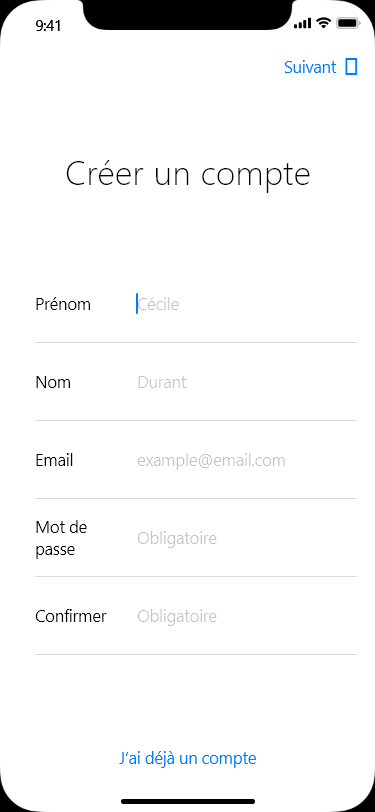 9:41
Suivant
Créer un compte
Prénom
Cécile
Nom
Durant
Email
example@email.com
Mot de
passe
Obligatoire
Confirmer
Obligatoire
J'ai déjà un compte